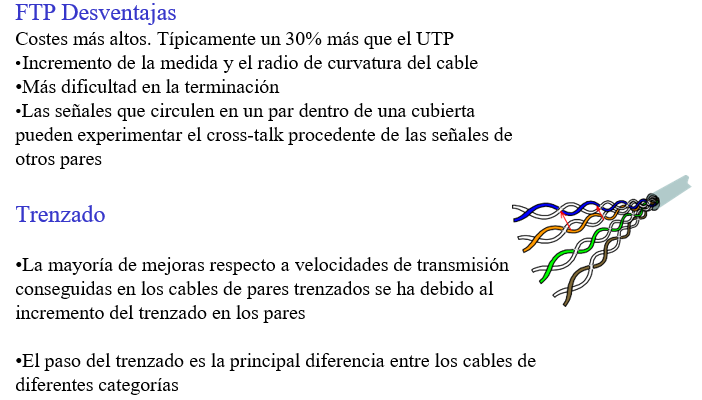 FTP Desventajas
Costes más altos. Típicamente un 30% más que el UTP
•Incremento de la medida y el radio de curvatura del cable
•Más dificultad en la terminación
•Las señales que circulen en un par dentro de una cubierta
pueden experimentar el cross-talk procedente de las señales de
otros pares
Trenzado
•La mayoría de mejoras respecto a velocidades de transmisión
conseguidas en los cables de pares trenzados se ha debido al
incremento del trenzado en los pares
•El paso del trenzado es la principal diferencia entre los cables de
diferentes categorías